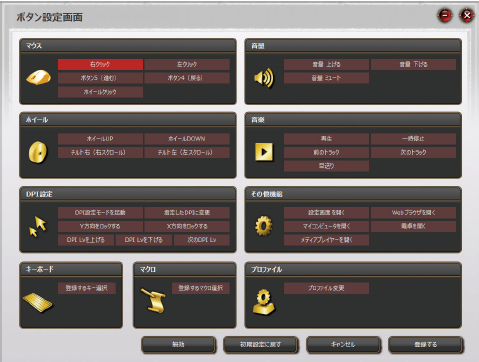 ボタン設定画面
マウス
右クリック 左クリック
ボタン5（進む） ボタン4（戻る）
ホイールクリック
音量
音量 上げる 音量 下げる
音量 ミュート
ホイール
ホイールUP ホイールDOWN
チルト右（右スクロール） チルト左（左スクロール）
音楽
再生 一時停止
前のトラック 次のトラック
早送り
DPI設定
DPI設定モードを起動 指定したDPIに変更
Y方向をロックする X方向をロックする
DPI Lvを上げる DPI Lvを下げる 次のDPI Lv
その他機能
設定画面を開く Webブラウザを開く
マイコンピュータを開く 電卓を開く
メディアプレイヤーを開く
キーボード
登録するキー選択
マクロ
登録するマクロ選択
プロファイル
プロファイル変更
無効 初期設定に戻す キャンセル 登録する